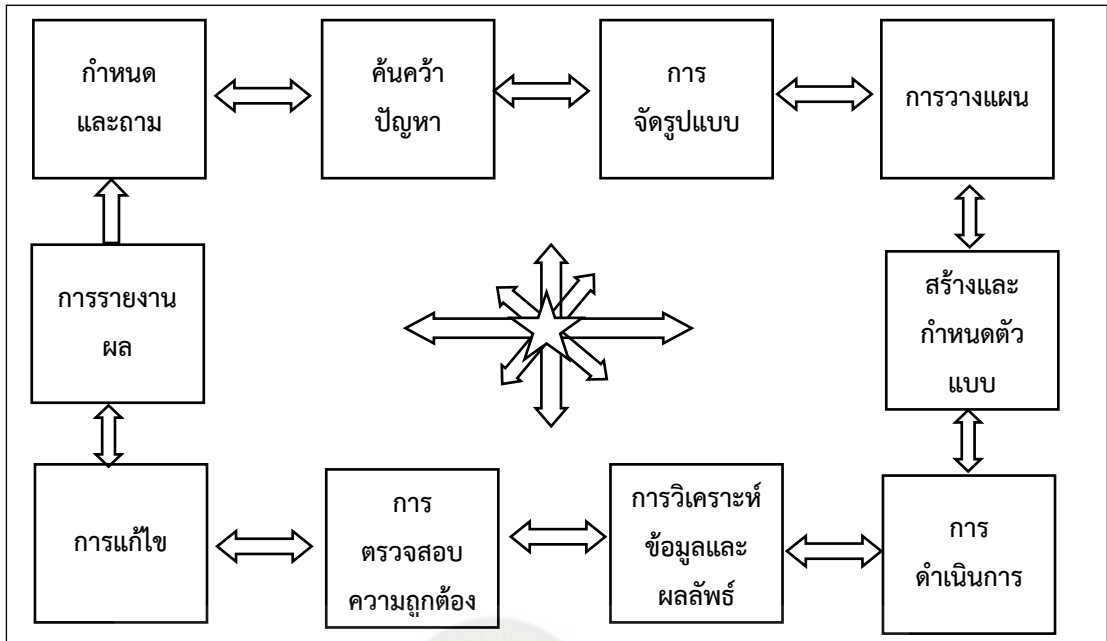 กำหนด
และถาม
ค้นคว้า
ปัญหา
การ
จัดรูปแบบ
การวางแผน
การรายงาน
ผล
สร้างและ
กำหนดตัว
แบบ
การแก้ไข
การ
ตรวจสอบ
ความถูกต้อง
การวิเคราะห์
ข้อมูลและ
ผลลัพธ์
การ
ดำเนินการ